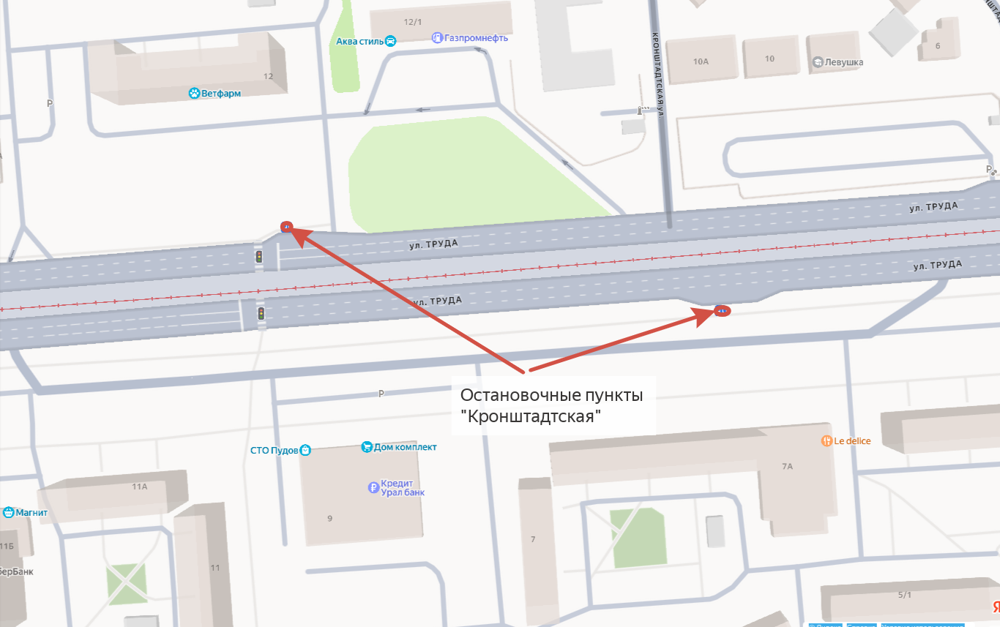 12/1
Аква стиль
Газпромнефть
КРОНШТАДТСКАЯ ул.
10А
10
Левушка
6
12
Ветфарм
P
P
ул. ТРУДА
ул. ТРУДА
ул. ТРУДА
ул. ТРУДА
P
Остановочные пункты
"Кронштадтская"
СТО Пудов
Дом комплект
Le delice
7А
11А
Кредит
Урал банк
Магнит
9
7
11Б
11
берБанк
5/1
Я